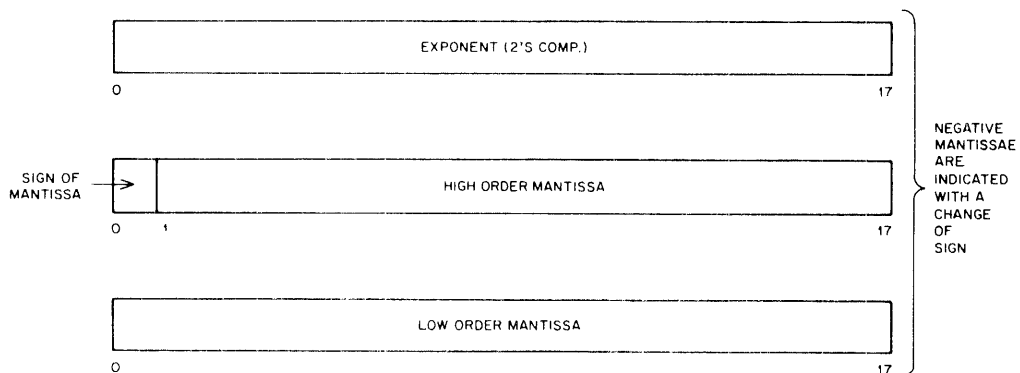 EXPONENT (2'S COMP.)
0 17
SIGN OF
MANTISSA
HIGH ORDER MANTISSA
0 1 17
LOW ORDER MANTISSA
0 17
NEGATIVE
MANTISSAE
ARE
INDICATED
WITH A
CHANGE
OF
SIGN